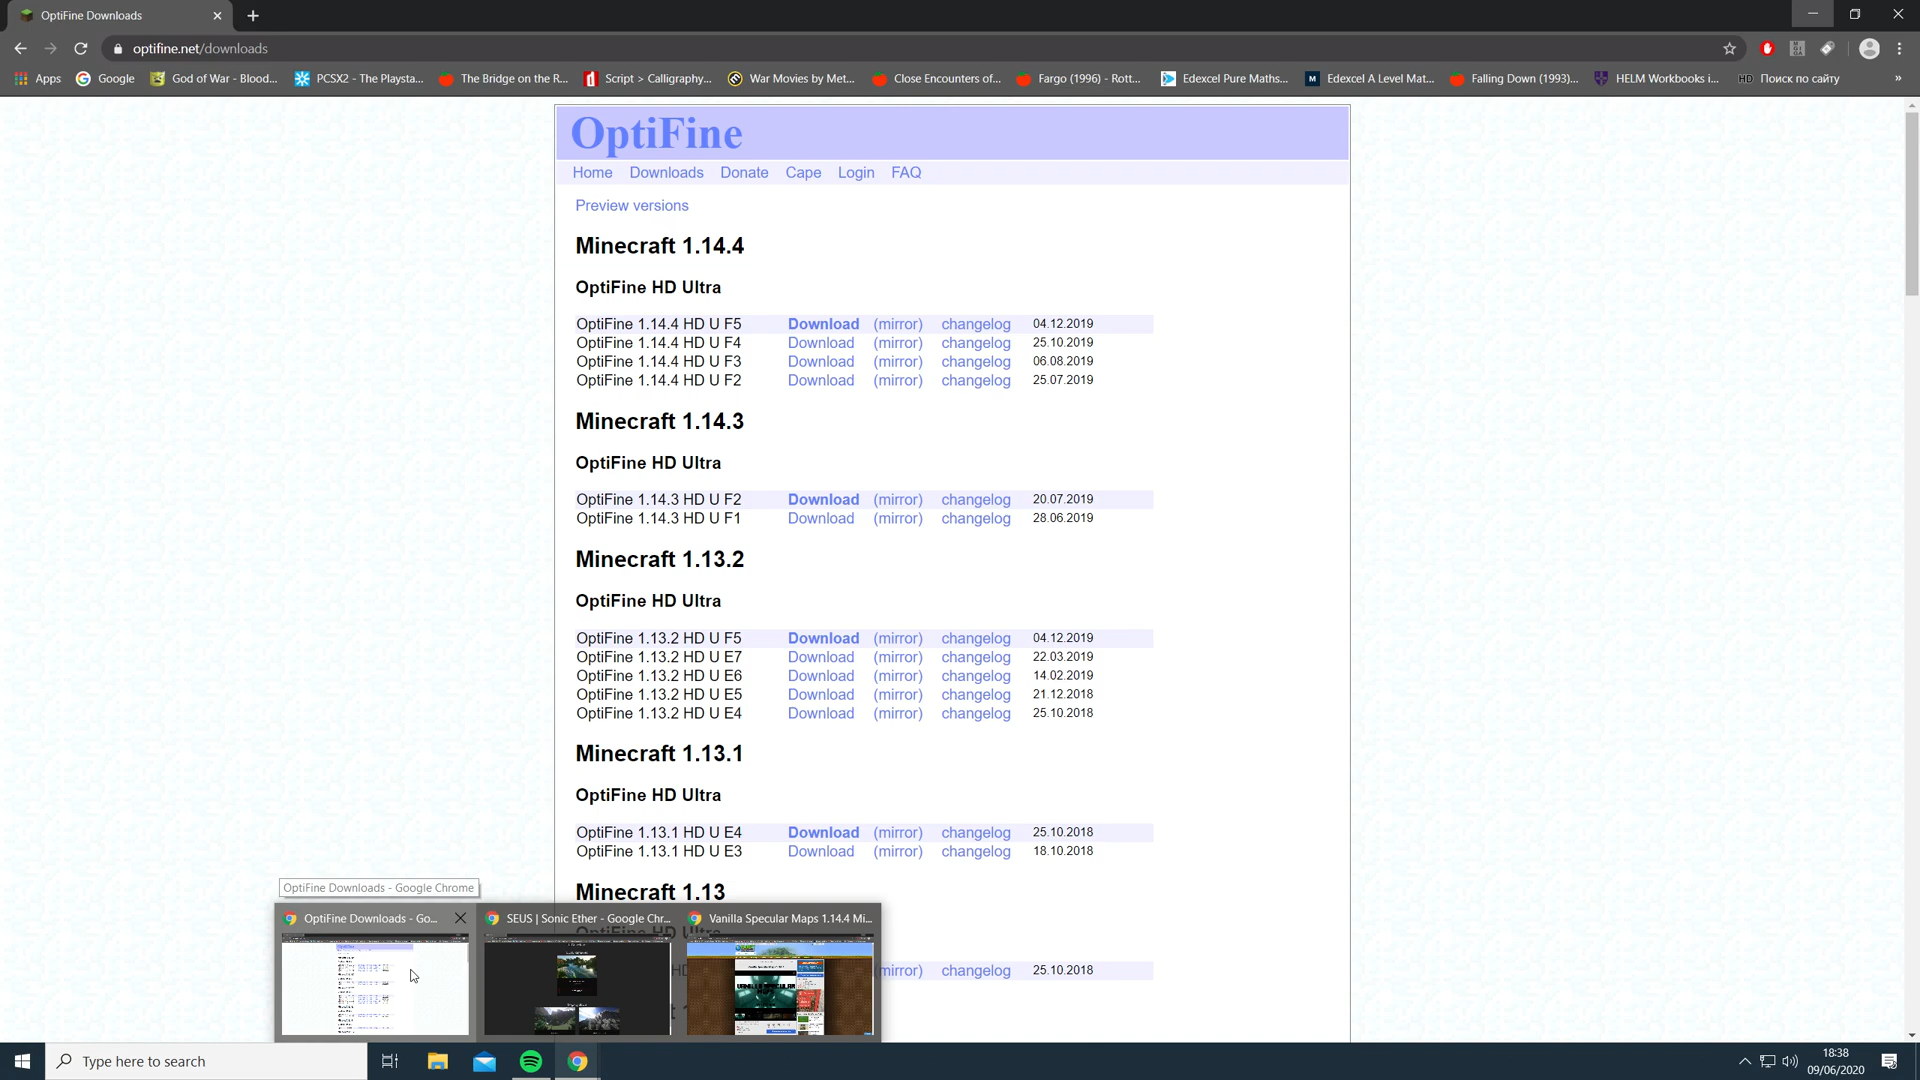 OptiFine Downloads
optifine.net/downloads
Apps Google God of War - Blood... PCSX2 - The Playsta... The Bridge on the R... Script > Calligraphy... War Movies by Met... Close Encounters of... Fargo (1996) - Rott... Edexcel Pure Maths... Edexcel A Level Mat... Falling Down (1993)... HELM Workbooks i... HD Поиск по сайту »
OptiFine
Home Downloads Donate Cape Login FAQ
Preview versions
Minecraft 1.14.4
OptiFine HD Ultra
OptiFine 1.14.4 HD U F5 Download (mirror) changelog 04.12.2019
OptiFine 1.14.4 HD U F4 Download (mirror) changelog 25.10.2019
OptiFine 1.14.4 HD U F3 Download (mirror) changelog 06.08.2019
OptiFine 1.14.4 HD U F2 Download (mirror) changelog 25.07.2019
Minecraft 1.14.3
OptiFine HD Ultra
OptiFine 1.14.3 HD U F2 Download (mirror) changelog 20.07.2019
OptiFine 1.14.3 HD U F1 Download (mirror) changelog 28.06.2019
Minecraft 1.13.2
OptiFine HD Ultra
OptiFine 1.13.2 HD U F5 Download (mirror) changelog 04.12.2019
OptiFine 1.13.2 HD U E7 Download (mirror) changelog 22.03.2019
OptiFine 1.13.2 HD U E6 Download (mirror) changelog 14.02.2019
OptiFine 1.13.2 HD U E5 Download (mirror) changelog 21.12.2018
OptiFine 1.13.2 HD U E4 Download (mirror) changelog 25.10.2018
Minecraft 1.13.1
OptiFine HD Ultra
OptiFine 1.13.1 HD U E4 Download (mirror) changelog 25.10.2018
OptiFine 1.13.1 HD U E3 Download (mirror) changelog 18.10.2018
Minecraft 1.13
OptiFine Downloads - Google Chrome
OptiFine Downloads - Go... SEUS | Sonic Ether - Google Chr... Vanilla Specular Maps 1.14.4 Mi...
OptiFine HD Ultra
mirror) changelog 25.10.2018
Type here to search
18:38
09/06/2020